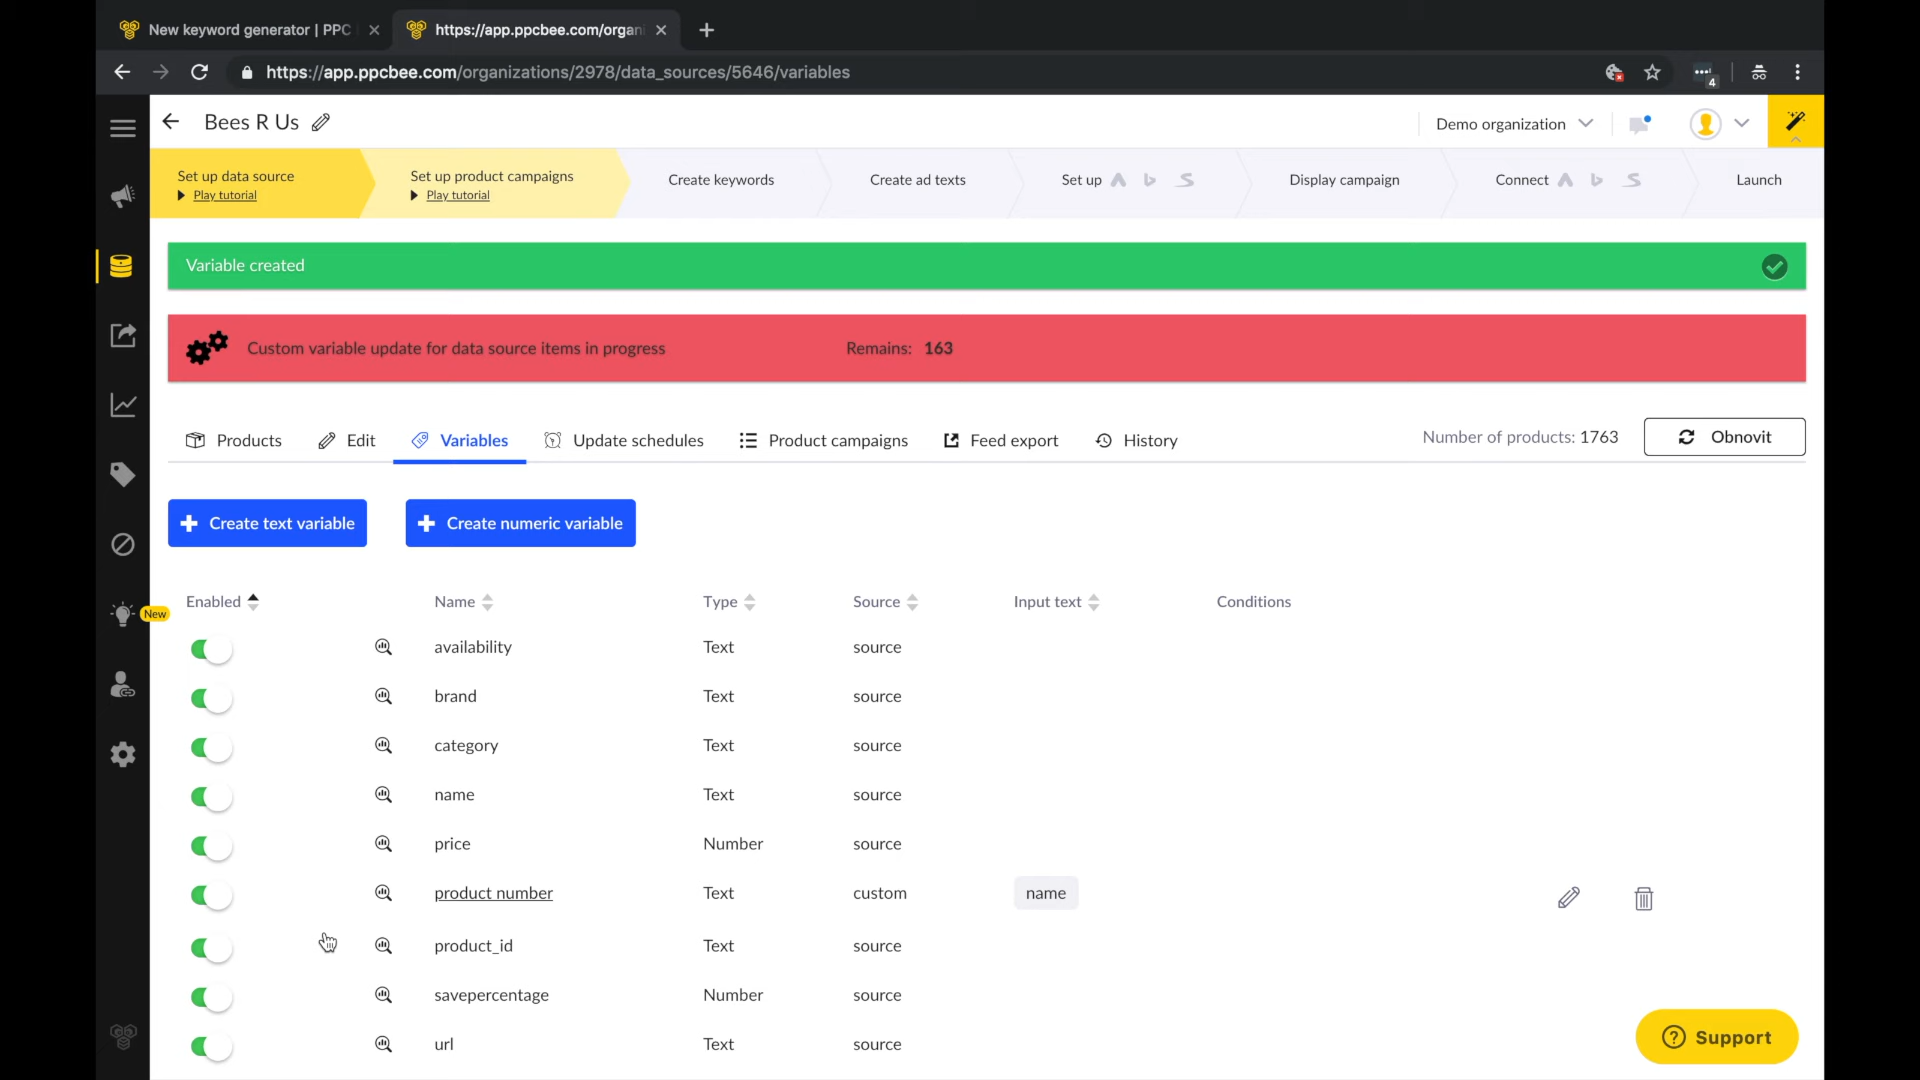 New keyword generator | PPC
https://app.ppcbee.com/organi
https://app.ppcbee.com/organizations/2978/data_sources/5646/variables
4
Bees R Us
Demo organization
Set up data source
Play tutorial
Set up product campaigns
Play tutorial
Create keywords
Create ad texts
Set up
Display campaign
Connect
Launch
Variable created
Custom variable update for data source items in progress
Remains: 163
Products
Edit
Variables
Update schedules
Product campaigns
Feed export
History
Number of products: 1763
Obnovit
Create text variable
Create numeric variable
Enabled Name Type Source Input text Conditions
availability Text source
brand Text source
New
category Text source
name Text source
price Number source
product number Text custom name
product_id Text source
savepercentage Number source
url Text source
Support